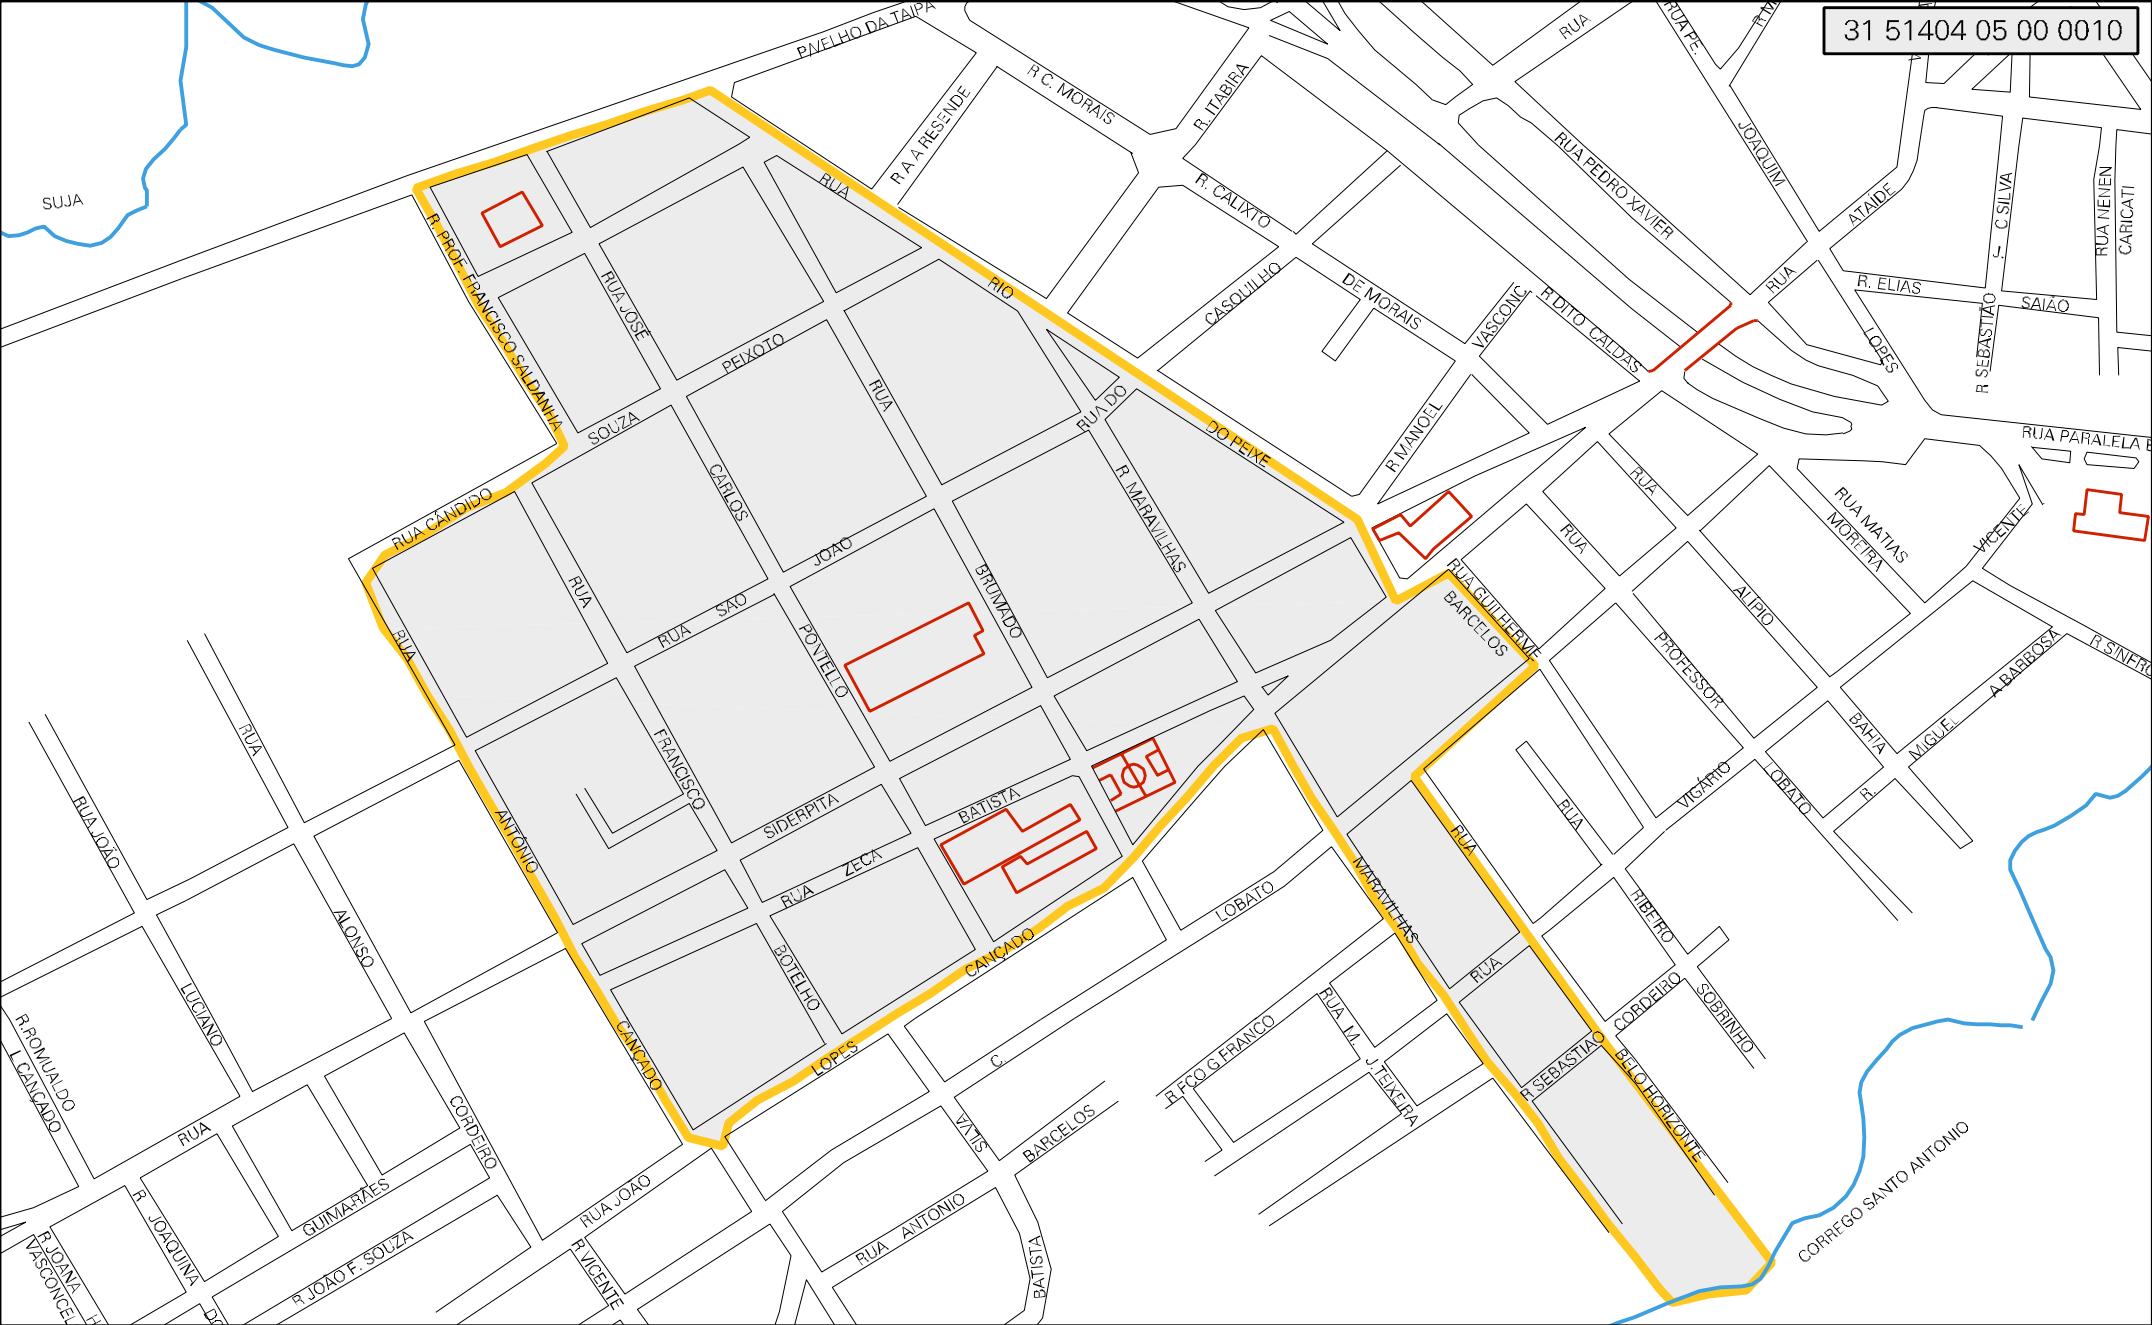 31 51404 05 00 0010
P/VELHO DA TAIPA
RUA
RUA PE.
R C. MORAIS
R. ITABIRA
R A A RESENDE
JOAQUIM
RUA PEDRO XAVIER
RUA
R. CALIXTO
ATAIDE
J. C SILVA
RUA NENEN
CARICATI
SUJA
R. PROF. FRANCISCO SALDANHA
RUA JOSÉ
RIO
CASQUILHO
DE MORAIS
VASCONC
R DITO CALDAS
RUA
R. ELIAS
SAIÃO
R SEBASTIÃO
LOPES
PEIXOTO
RUA
RUA DO
SOUZA
DO PEIXE
R MANOEL
RUA PARALELA
RUA CÂNDIDO
CARLOS
R MARAVILHAS
RUA
RUA
RUA MATIAS
MOREIRA
VICENTE
JOÃO
RUA
BRUMADO
RUA SÃO
RUA GUILHERME
BARCELOS
ALIPIO
RUA
PONTELLO
PROFESSOR
A BARBOSA
MIGUEL
R.
BAHIA
RUA
FRANCISCO
RUA JOÃO
ANTÔNIO
SIDERPITA
BATISTA
RUA
VIGÁRIO
LOBATO
RUA
RUA ZECA
MARAVILHAS
LOBATO
ALONSO
RIBEIRO
BOTELHO
CANÇADO
RUA
LUCIANO
CORDEIRO
SOBRINHO
R.ROMUALDO
L CANÇADO
CANÇADO
LOPES
C.
R FCO G FRANCO
RUA M.
J.TEIXEIRA
R SEBASTIAO
BELO HORIZONTE
RUA
CORDEIRO
SILVA
BARCELOS
CORREGO SANTO ANTONIO
GUIMARÃES
RUA JOÃO
RUA ANTONIO
R JOAQUINA
R JOANA
VASCONCEL
R JOÃO F. SOUZA
R VICENTE
BATISTA